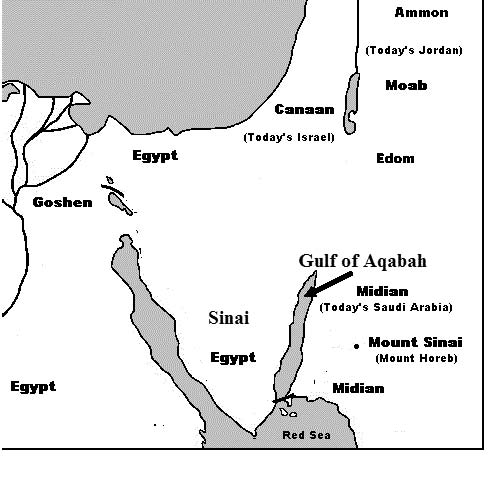 Ammon
(Today's Jordan)
Moab
Canaan
(Today's Israel)
Egypt
Edom
Goshen
Gulf of Aqabah
Midian
(Today's Saudi Arabia)
Sinai
Mount Sinai
(Mount Horeb)
Egypt
Egypt
Midian
Red Sea